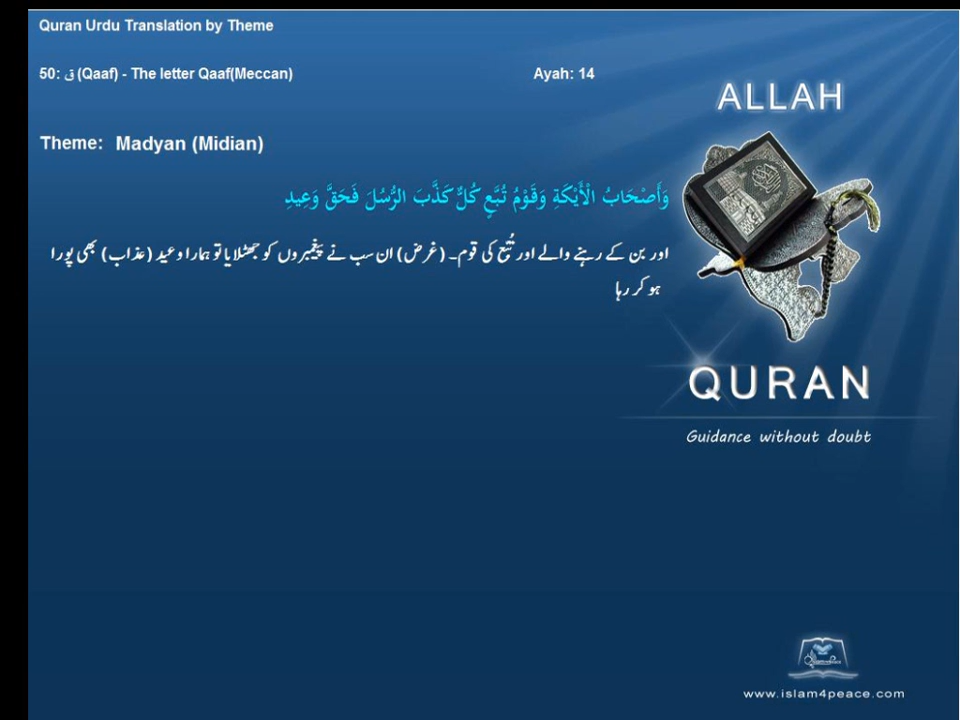 Quran Urdu Translation by Theme
50: ق (Qaaf) - The letter Qaaf(Meccan) Ayah: 14
Theme: Madyan (Midian)
وَأَصْحَابُ الْأَيْكَةِ وَقَوْمُ تُبَّعٍ كُلٌّ كَذَّبَ الرُّسُلَ فَحَقَّ وَعِيدِ
اور بن کے رہنے والے اور تُبّع کی قوم۔ (غرض) ان سب نے پیغمبروں کو جھٹلایا تو ہمارا وعید (عذاب) بھی پورا
ہو کر رہا
ALLAH
QURAN
Guidance without doubt
www.islam4peace.com